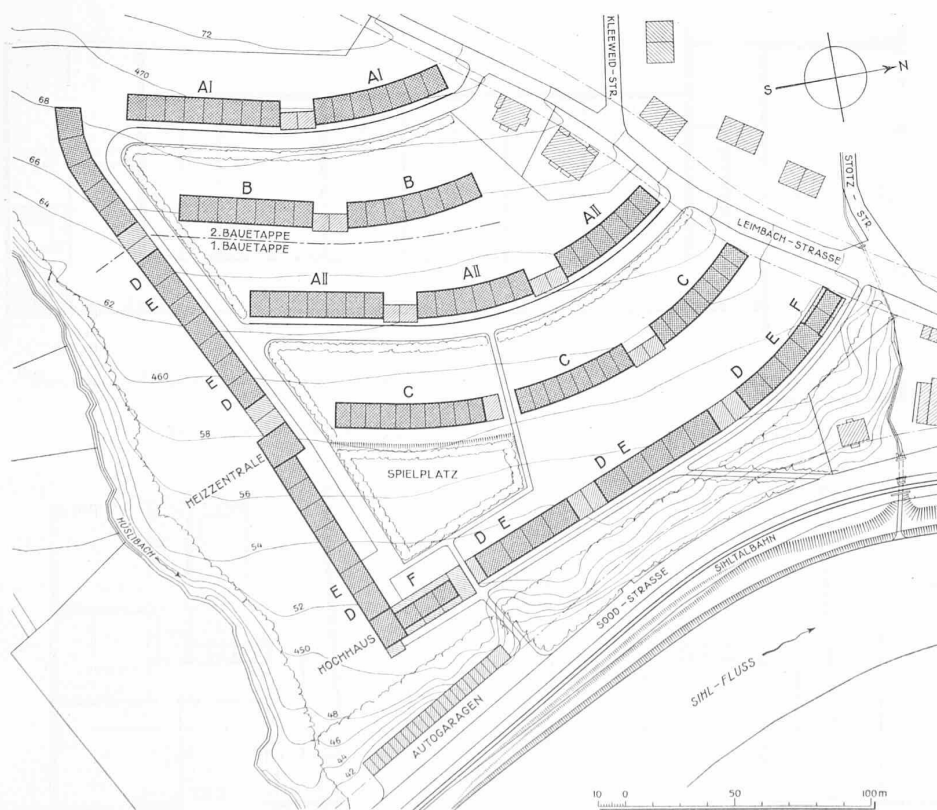 72
470
68
66
64
62
460
58
56
54
52
450
48
46
44
42
AI
AI
B
B
2. BAUETAPPE
1. BAUETAPPE
AII
AII
AII
C
C
C
D
E
E
D
HEIZZENTRALE
E
D
HOCHHAUS
F
D
E
D
E
D
E
F
SPIELPLATZ
KLEEWEID-STR.
STOTZ-STR.
LEIMBACH-STRASSE
S
N
HÜSLIBACH
AUTOGARAGEN
SOOD-STRASSE
SIHLTALBAHN
SIHL-FLUSS
10 0 50 100m